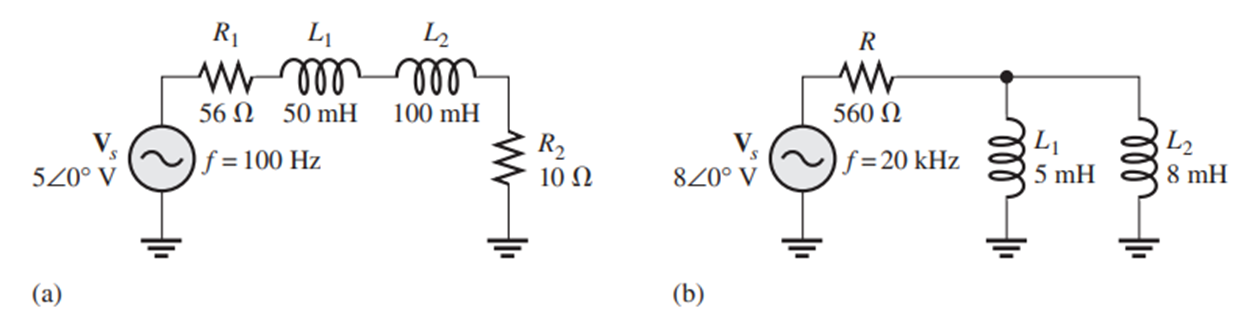 R₁ L₁ L₂
56 Ω 50 mH 100 mH
Vₛ
5∠0° V
f = 100 Hz
R₂
10 Ω
(a)
R
560 Ω
Vₛ
8∠0° V
f = 20 kHz
L₁
5 mH
L₂
8 mH
(b)